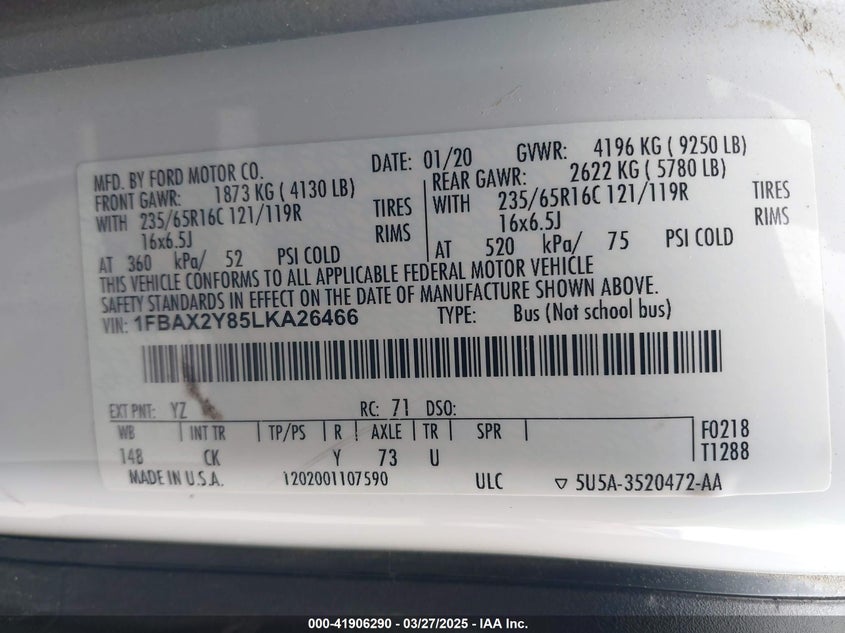 MFD. BY FORD MOTOR CO. DATE: 01/20 GVWR: 4196 KG ( 9250 LB)
FRONT GAWR: 1873 KG ( 4130 LB) REAR GAWR: 2622 KG ( 5780 LB)
WITH 235/65R16C 121/119R TIRES WITH 235/65R16C 121/119R TIRES
16x6.5J RIMS 16x6.5J RIMS
AT 360 kPa/ 52 PSI COLD AT 520 kPa/ 75 PSI COLD
THIS VEHICLE CONFORMS TO ALL APPLICABLE FEDERAL MOTOR VEHICLE
SAFETY STANDARDS IN EFFECT ON THE DATE OF MANUFACTURE SHOWN ABOVE.
VIN: 1FBAX2Y85LKA26466 TYPE: Bus (Not school bus)
EXT PNT: YZ RC: 71 DSO:
WB INT TR TP/PS R AXLE TR SPR F0218
148 CK Y 73 U T1288
MADE IN U.S.A. 1202001107590 ULC ▽ 5U5A-3520472-AA
000-41906290 - 03/27/2025 - IAA Inc.